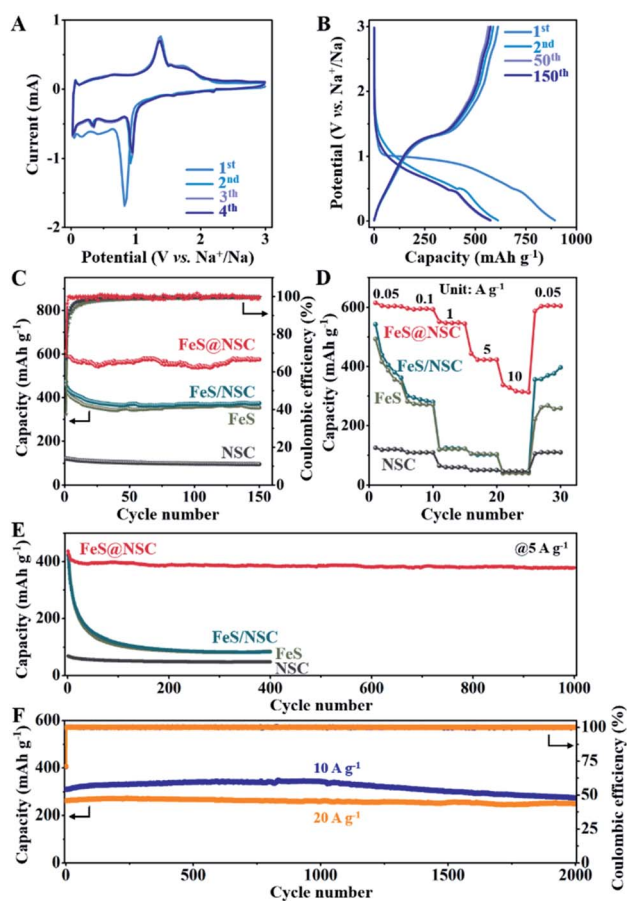 A
Current (mA)
1
0
-1
-2
0 1 2 3
Potential (V vs. Na⁺/Na)
1ˢᵗ
2ⁿᵈ
3ᵗʰ
4ᵗʰ
B
Potential (V vs. Na⁺/Na)
3
2
1
0
0 250 500 750 1000
Capacity (mAh g⁻¹)
1ˢᵗ
2ⁿᵈ
50ᵗʰ
150ᵗʰ
C
Capacity (mAh g⁻¹)
800
600
400
200
0
0 50 100 150
Cycle number
Coulombic efficiency (%)
100
80
60
40
20
0
FeS@NSC
FeS/NSC
FeS
NSC
D
Unit: A g⁻¹
Capacity (mAh g⁻¹)
600
450
300
150
0
0 10 20 30
Cycle number
0.05
0.1
1
5
10
0.05
FeS@NSC
FeS/NSC
FeS
NSC
E
Capacity (mAh g⁻¹)
400
200
0
0 200 400 600 800 1000
Cycle number
FeS@NSC
@5 A g⁻¹
FeS/NSC
FeS
NSC
F
Capacity (mAh g⁻¹)
600
400
200
0
0 500 1000 1500 2000
Cycle number
Coulombic efficiency (%)
100
75
50
25
0
10 A g⁻¹
20 A g⁻¹